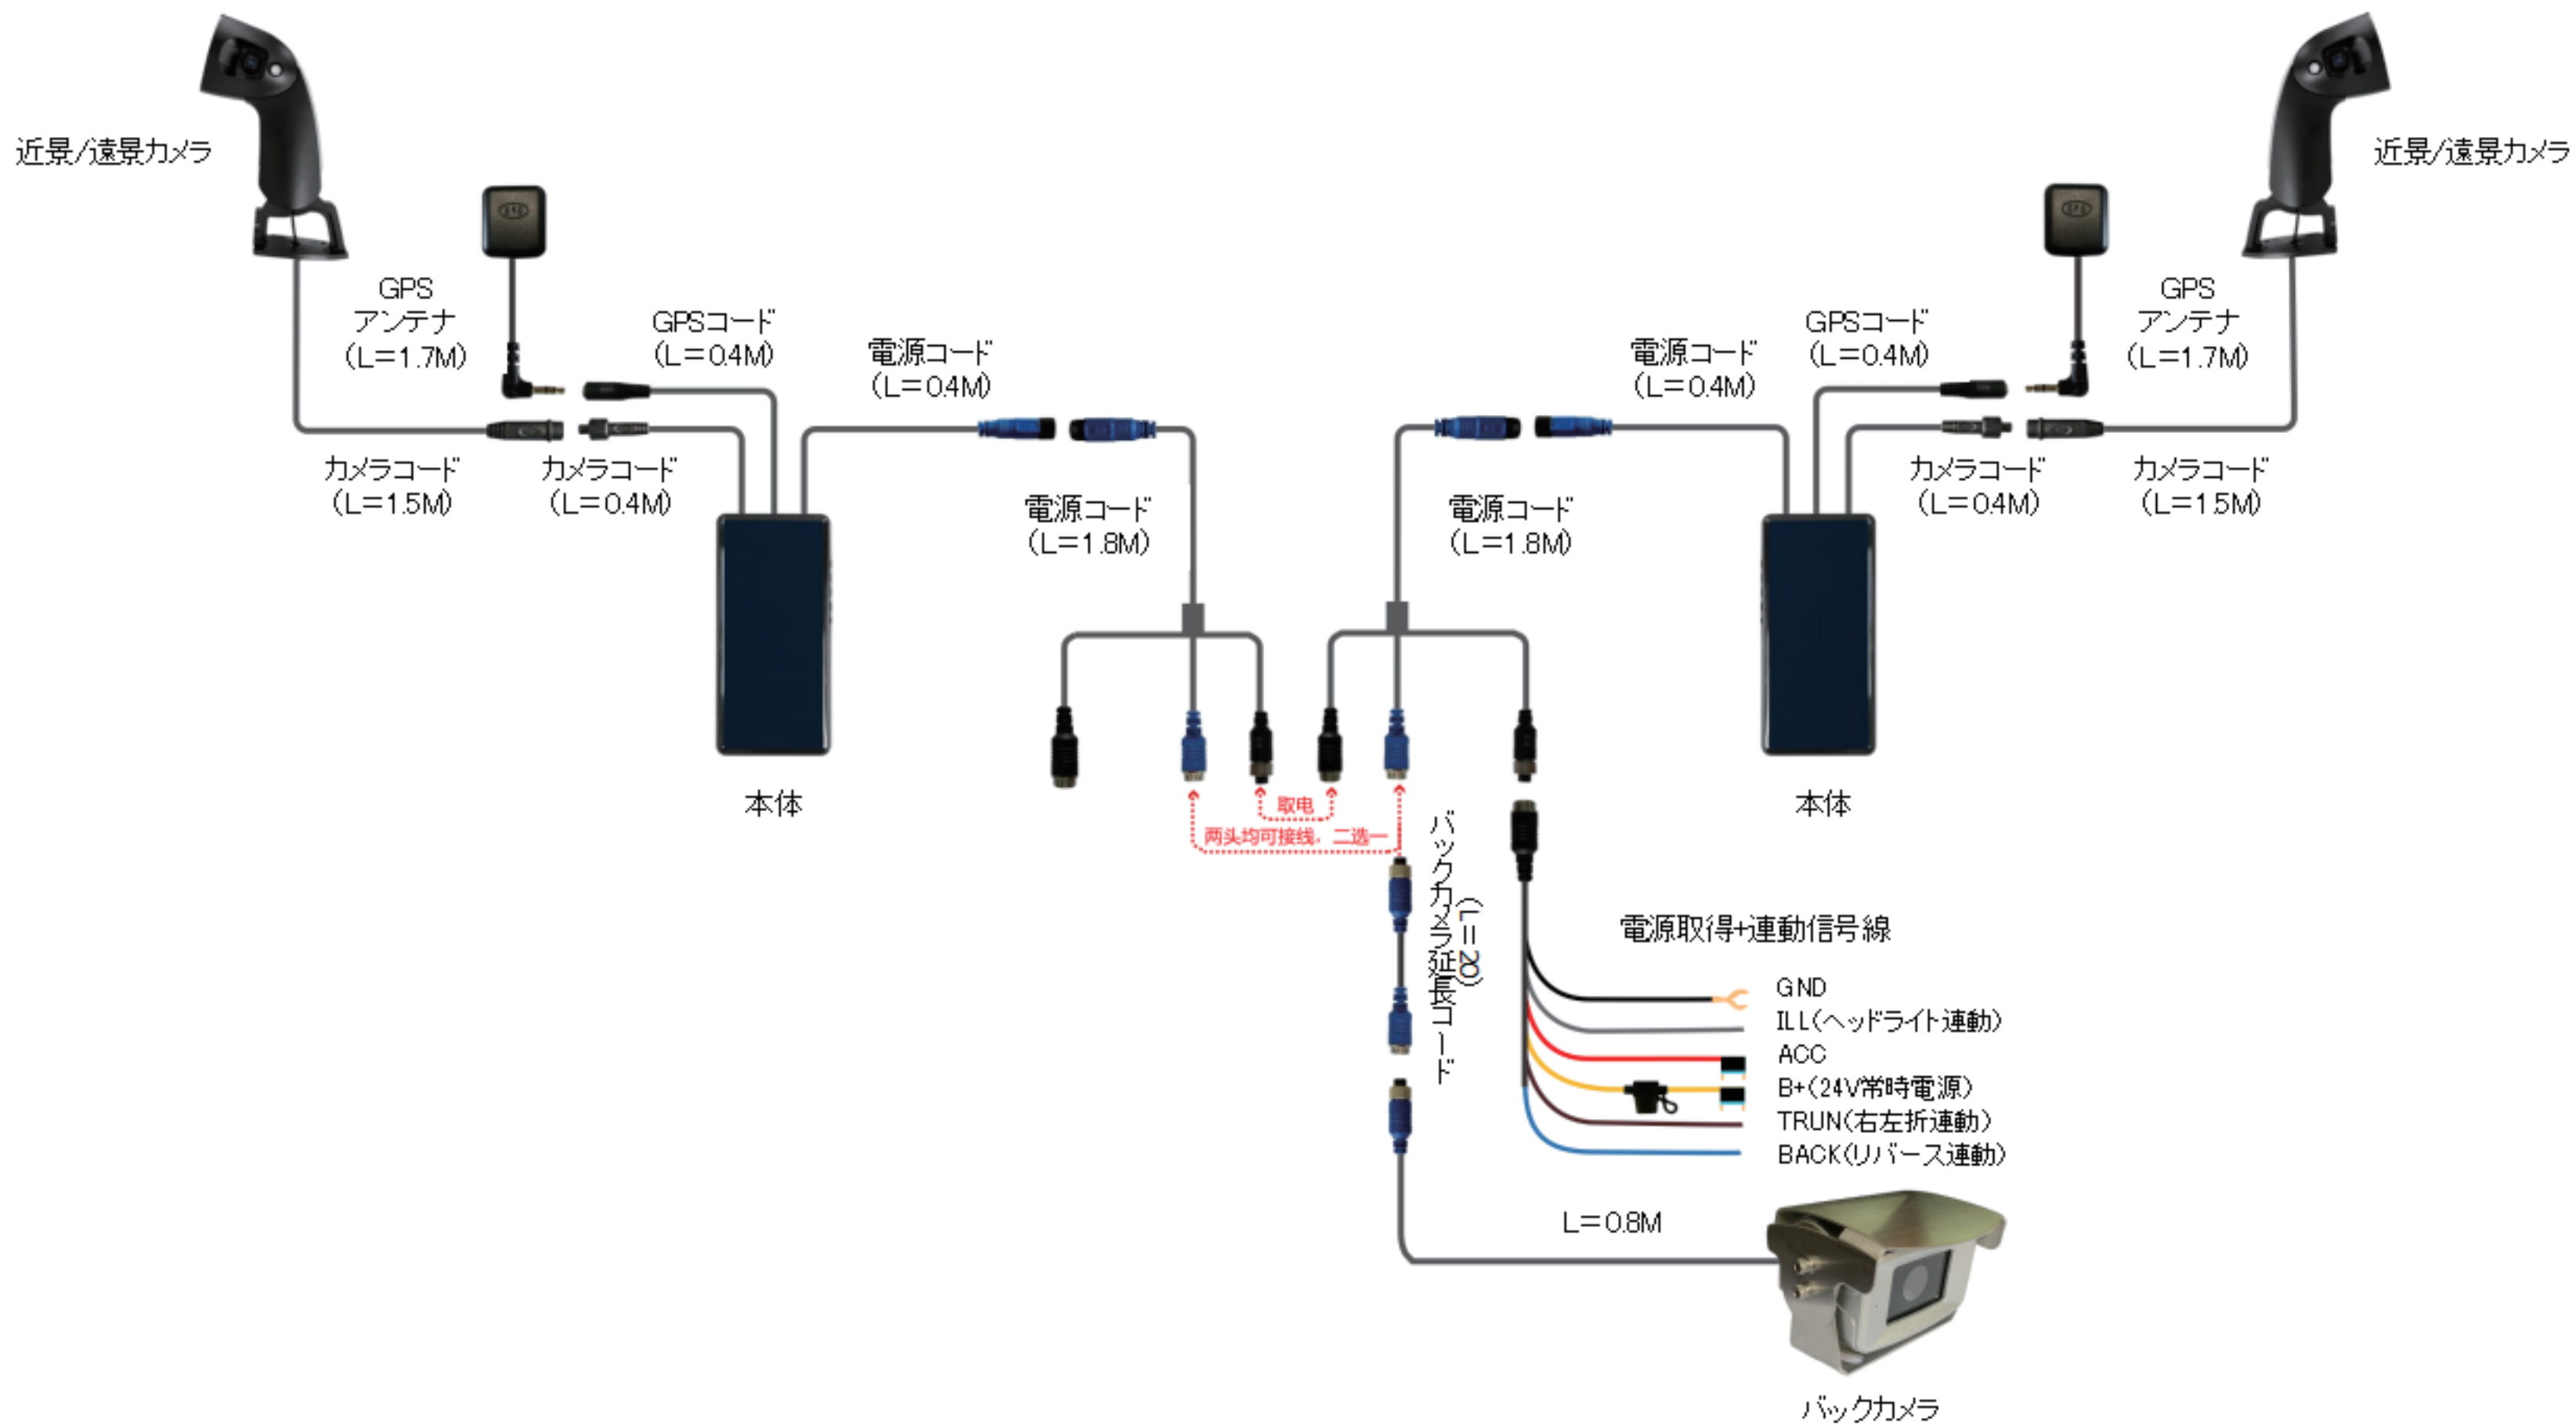 近景/遠景カメラ
近景/遠景カメラ
GPS
アンテナ
(L=1.7M)
GPSコード
(L=0.4M)
電源コード
(L=0.4M)
電源コード
(L=0.4M)
GPSコード
(L=0.4M)
GPS
アンテナ
(L=1.7M)
カメラコード
(L=1.5M)
カメラコード
(L=0.4M)
電源コード
(L=1.8M)
電源コード
(L=1.8M)
カメラコード
(L=0.4M)
カメラコード
(L=1.5M)
本体
本体
取电
两头均可接线，二选一
バックカメラ延長コード
(L=20)
電源取得+連動信号線
GND
ILL(ヘッドライト連動)
ACC
B+(24V常時電源)
TRUN(右左折連動)
BACK(リバース連動)
L=0.8M
バックカメラ